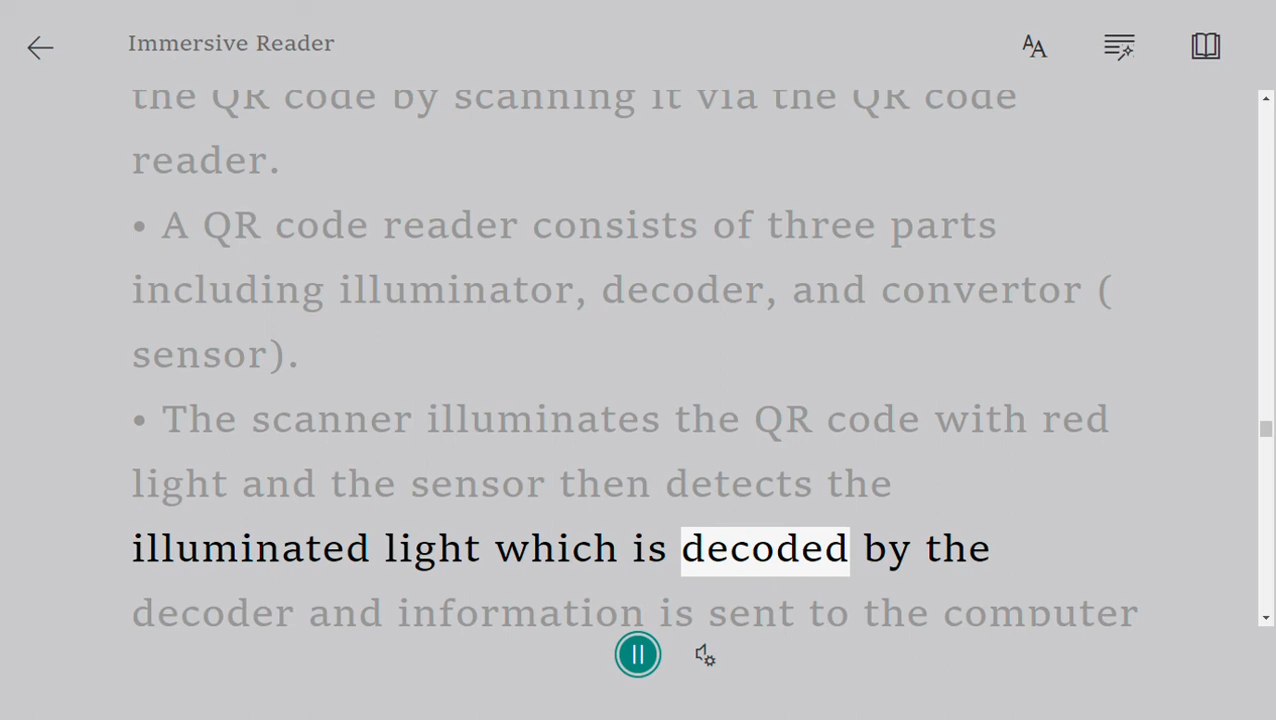 Immersive Reader
the QR code by scanning it via the QR code
reader.
• A QR code reader consists of three parts
including illuminator, decoder, and convertor (
sensor).
• The scanner illuminates the QR code with red
light and the sensor then detects the
illuminated light which is decoded by the
decoder and information is sent to the computer